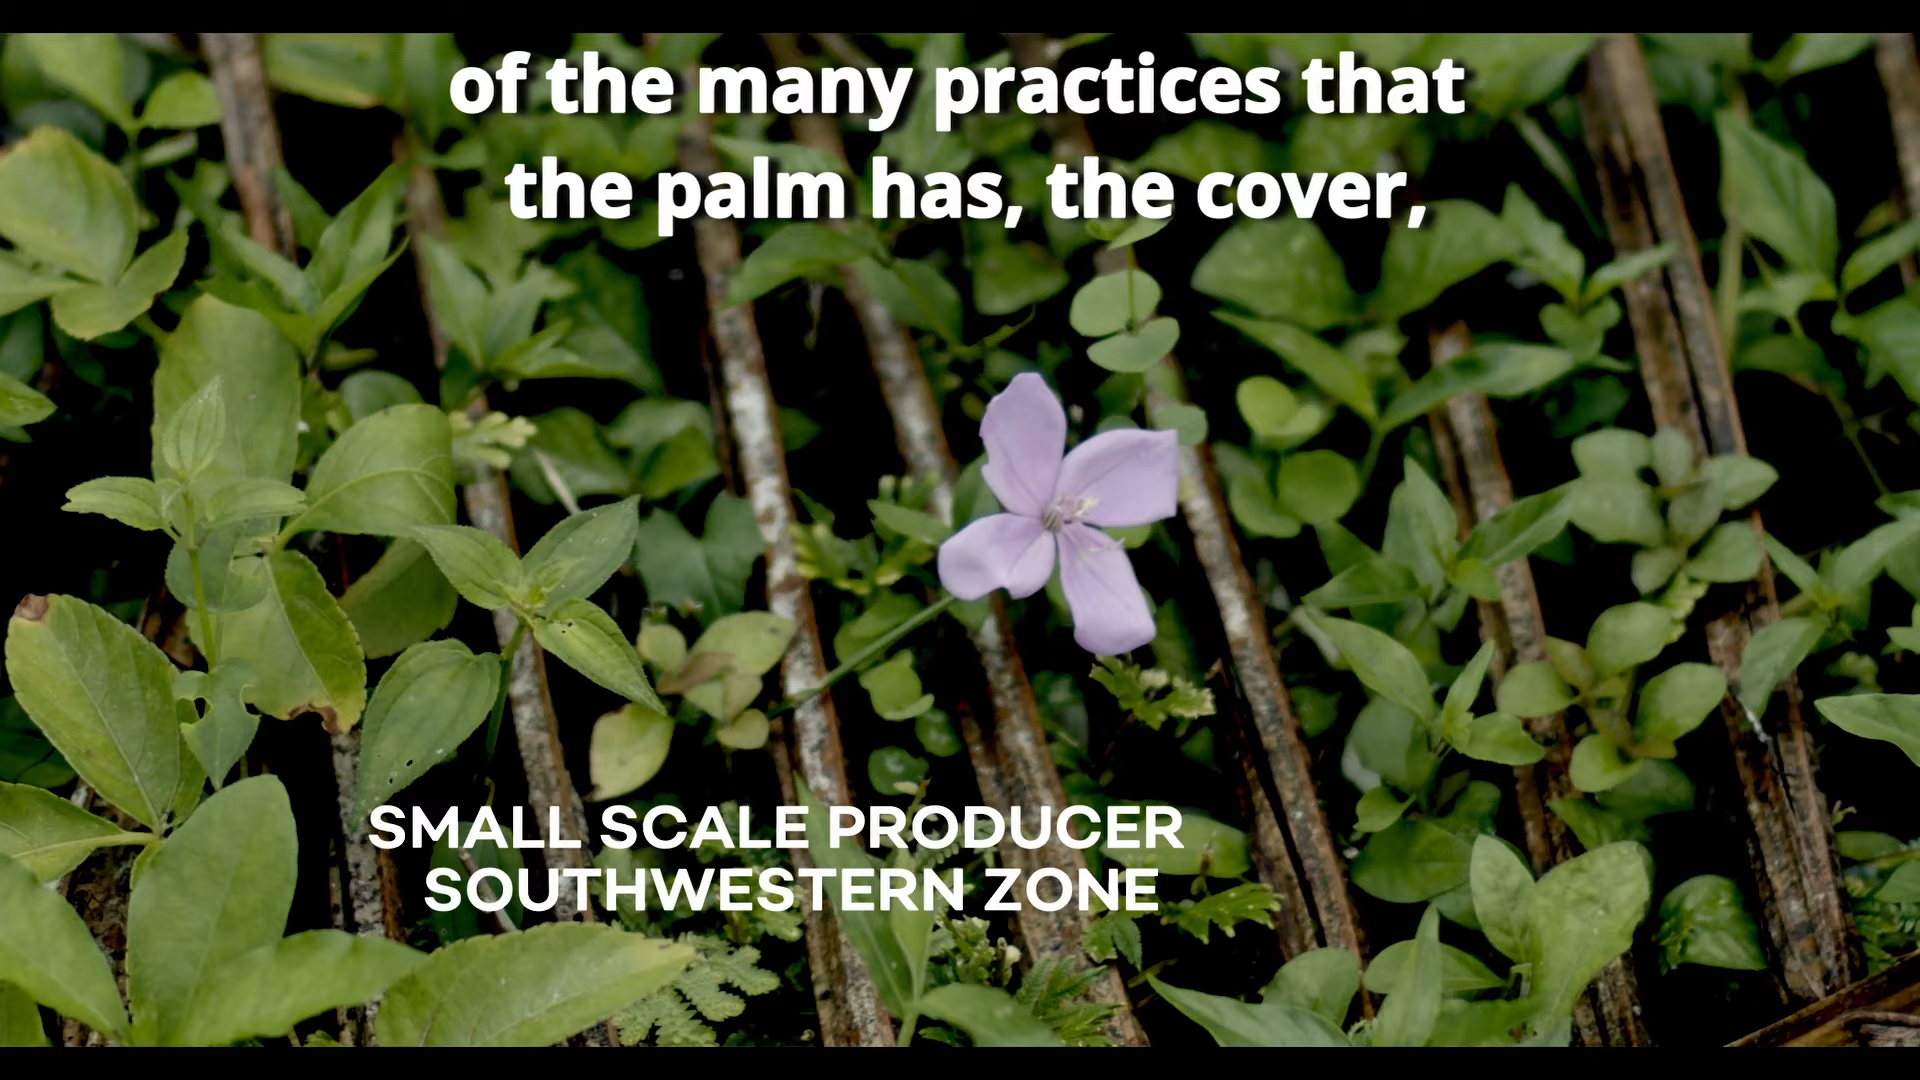 of the many practices that
the palm has, the cover,
SMALL SCALE PRODUCER
SOUTHWESTERN ZONE